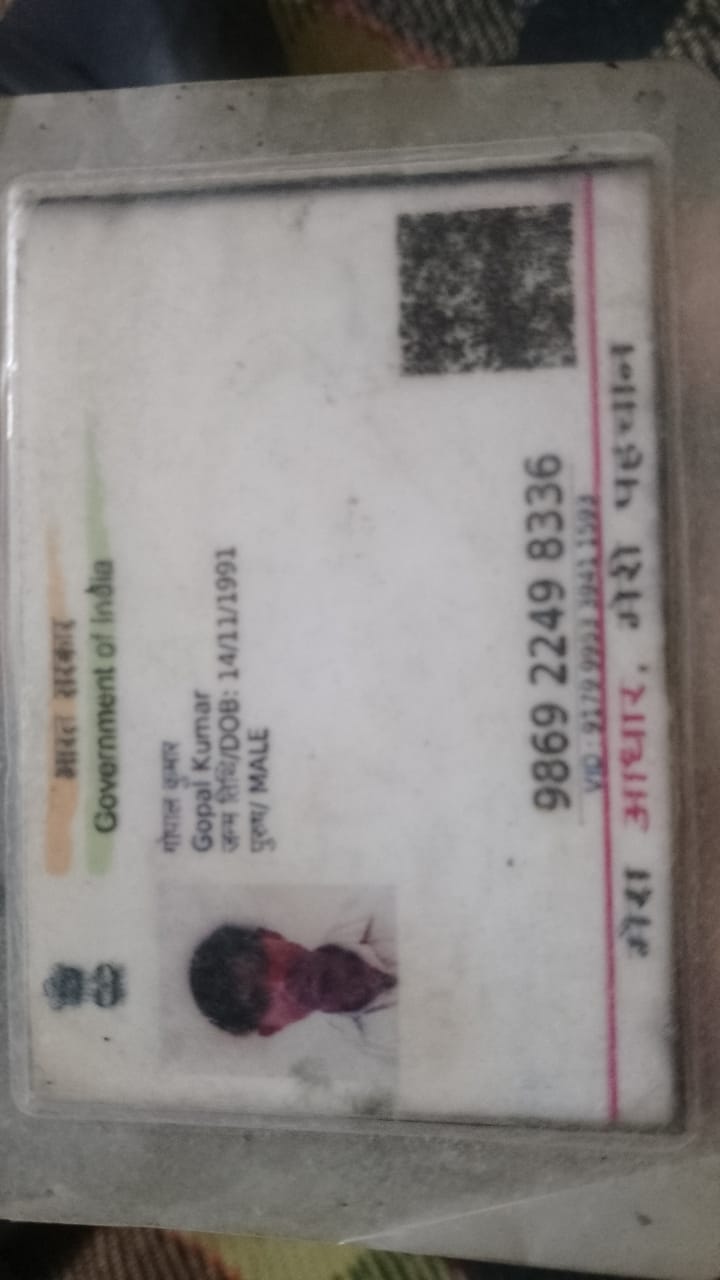 भारत सरकार
Government of India
गोपाल कुमार
Gopal Kumar
जन्म तिथि/DOB: 14/11/1991
पुरुष/ MALE
9869 2249 8336
VID : 9179 9953 3941 1593
मेरा आधार, मेरी पहचान